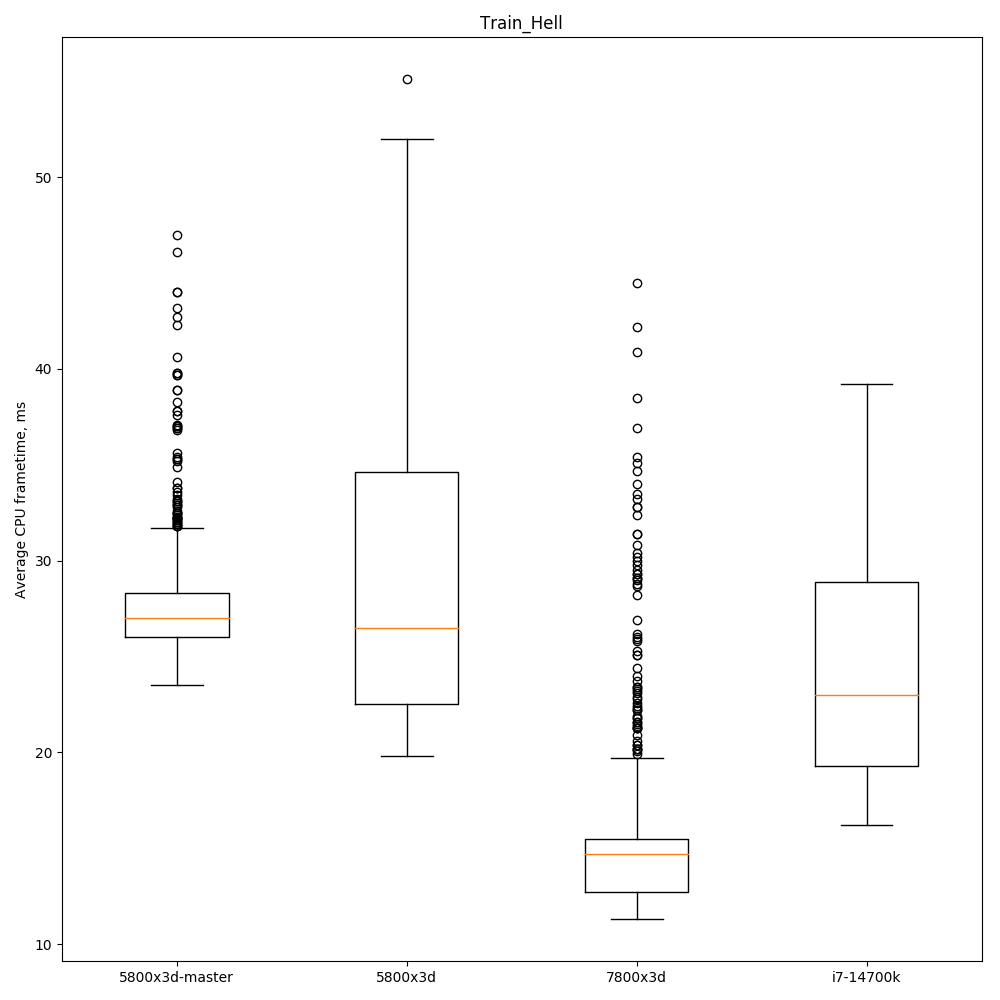 Train_Hell
Average CPU frametime, ms
50
40
30
20
10
5800x3d-master
5800x3d
7800x3d
i7-14700k